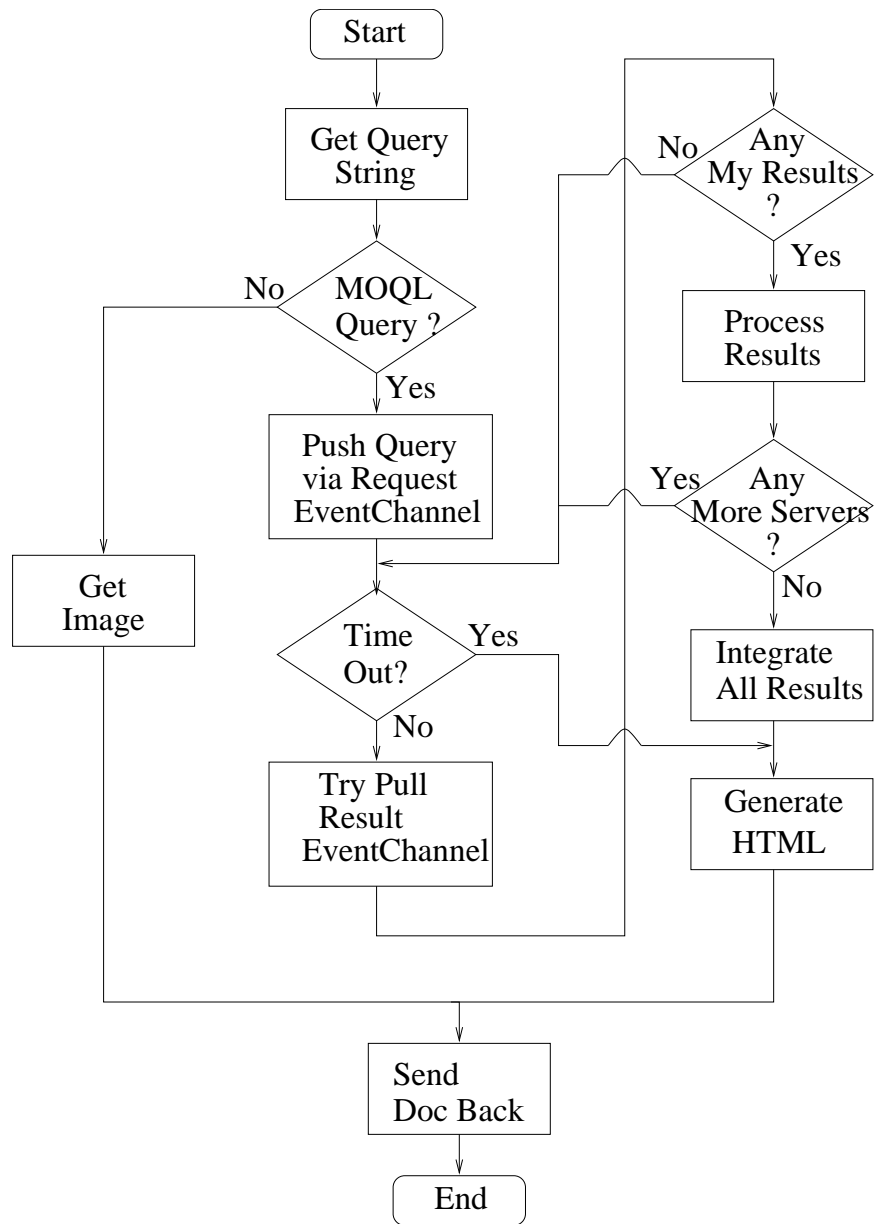 Start
Get Query
String
MOQL
Query ?
No
Yes
Push Query
via Request
EventChannel
Get
Image
Time
Out?
Yes
No
Try Pull
Result
EventChannel
Any
My Results
?
No
Yes
Process
Results
Any
More Servers
?
Yes
No
Integrate
All Results
Generate
HTML
Send
Doc Back
End